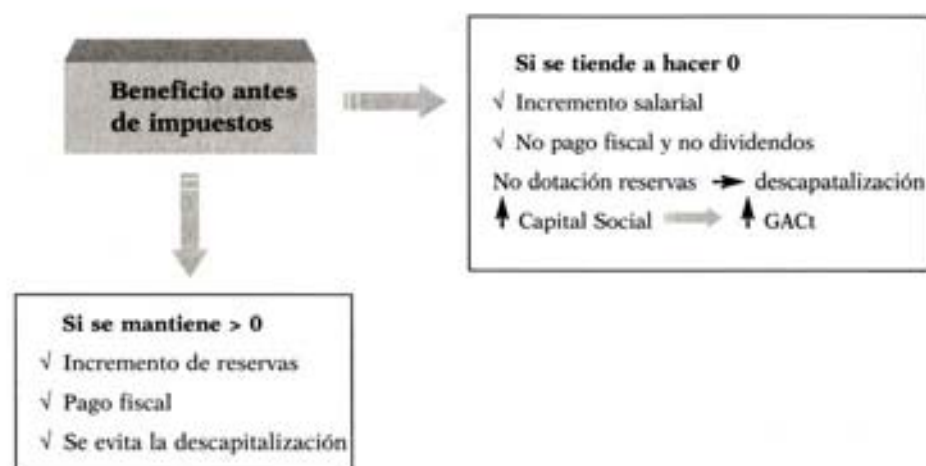 Beneficio antes
de impuestos
Si se tiende a hacer 0
√ Incremento salarial
√ No pago fiscal y no dividendos
No dotación reservas → descapatalización
↑ Capital Social → ↑ GACt
Si se mantiene > 0
√ Incremento de reservas
√ Pago fiscal
√ Se evita la descapitalización